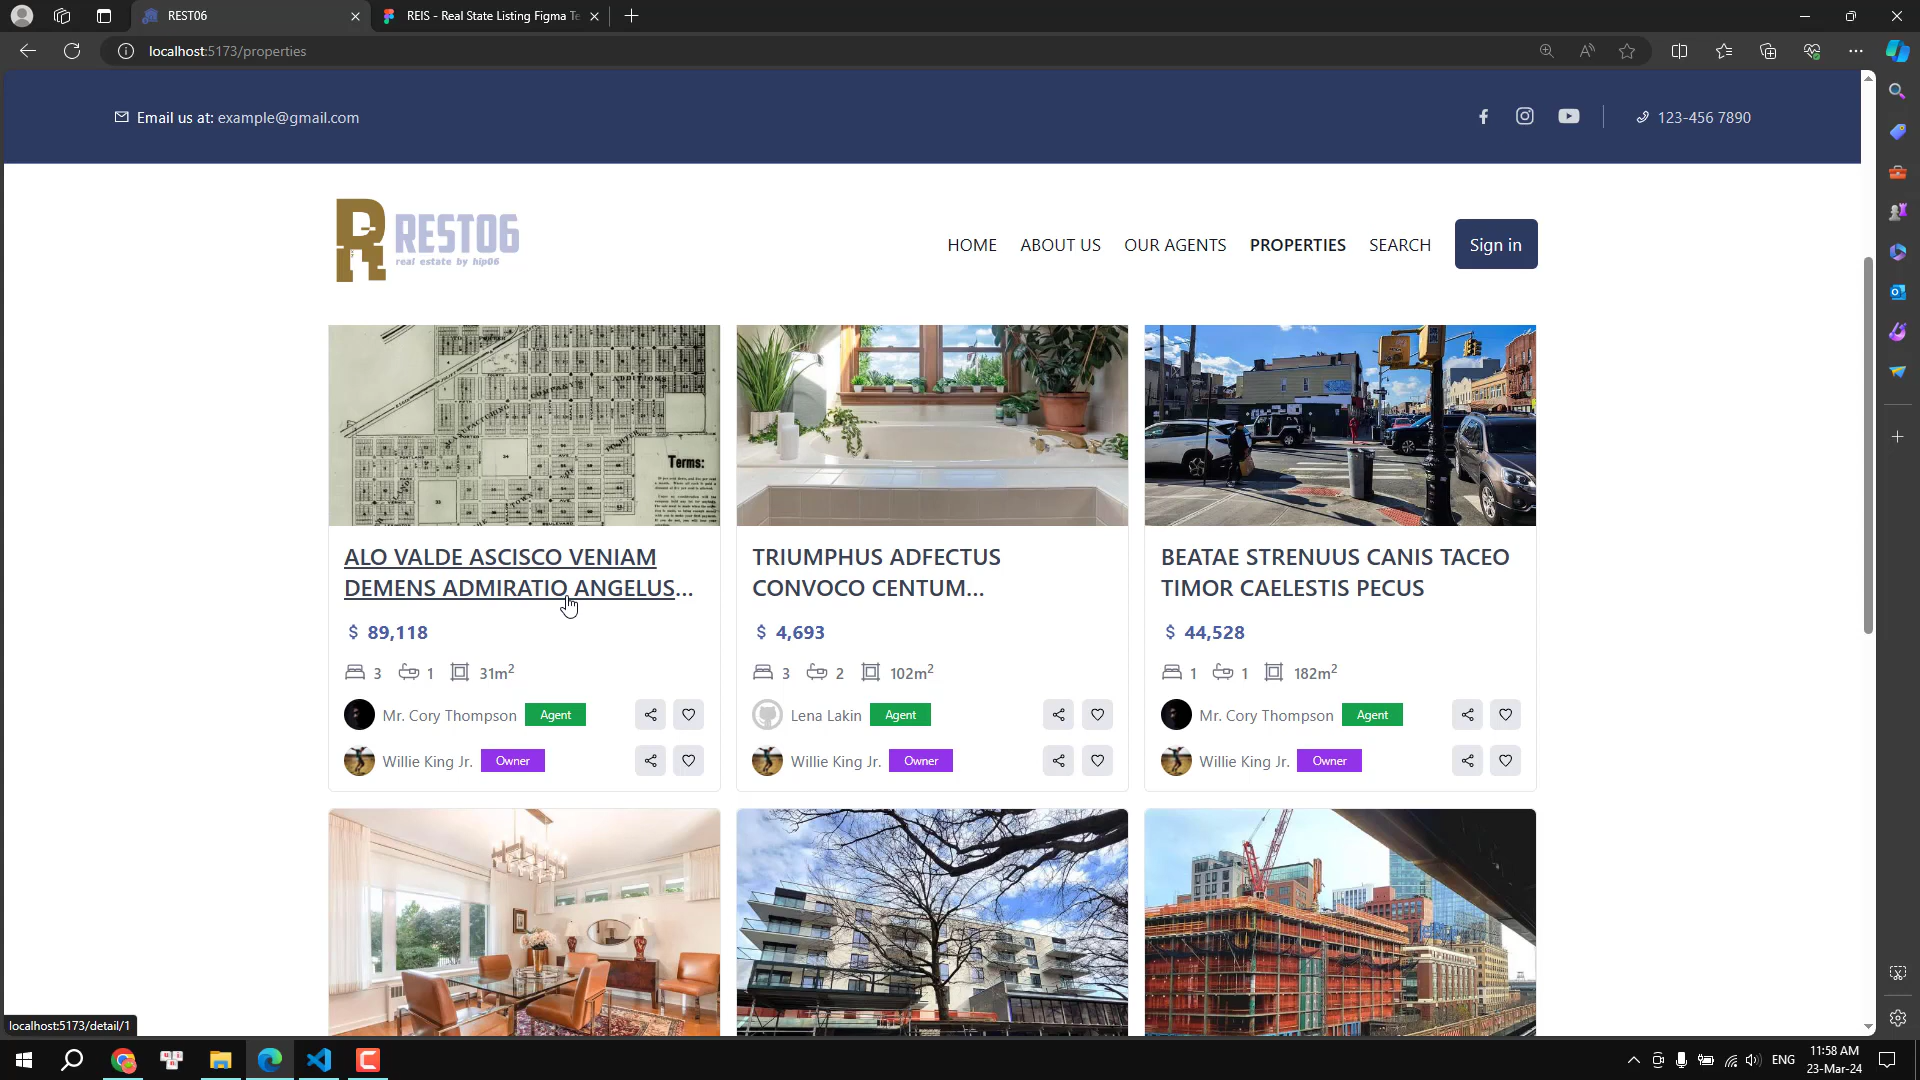 REST06
REIS - Real State Listing Figma Te
localhost:5173/properties
Email us at: example@gmail.com
123-456 7890
REST06
real estate by hip06
HOME
ABOUT US
OUR AGENTS
PROPERTIES
SEARCH
Sign in
Terms:
ALO VALDE ASCISCO VENIAM
DEMENS ADMIRATIO ANGELUS...
$ 89,118
3
1
31m²
Mr. Cory Thompson
Agent
Willie King Jr.
Owner
TRIUMPHUS ADFECTUS
CONVOCO CENTUM...
$ 4,693
3
2
102m²
Lena Lakin
Agent
Willie King Jr.
Owner
BEATAE STRENUUS CANIS TACEO
TIMOR CAELESTIS PECUS
$ 44,528
1
1
182m²
Mr. Cory Thompson
Agent
Willie King Jr.
Owner
localhost:5173/detail/1
ENG
11:58 AM
23-Mar-24